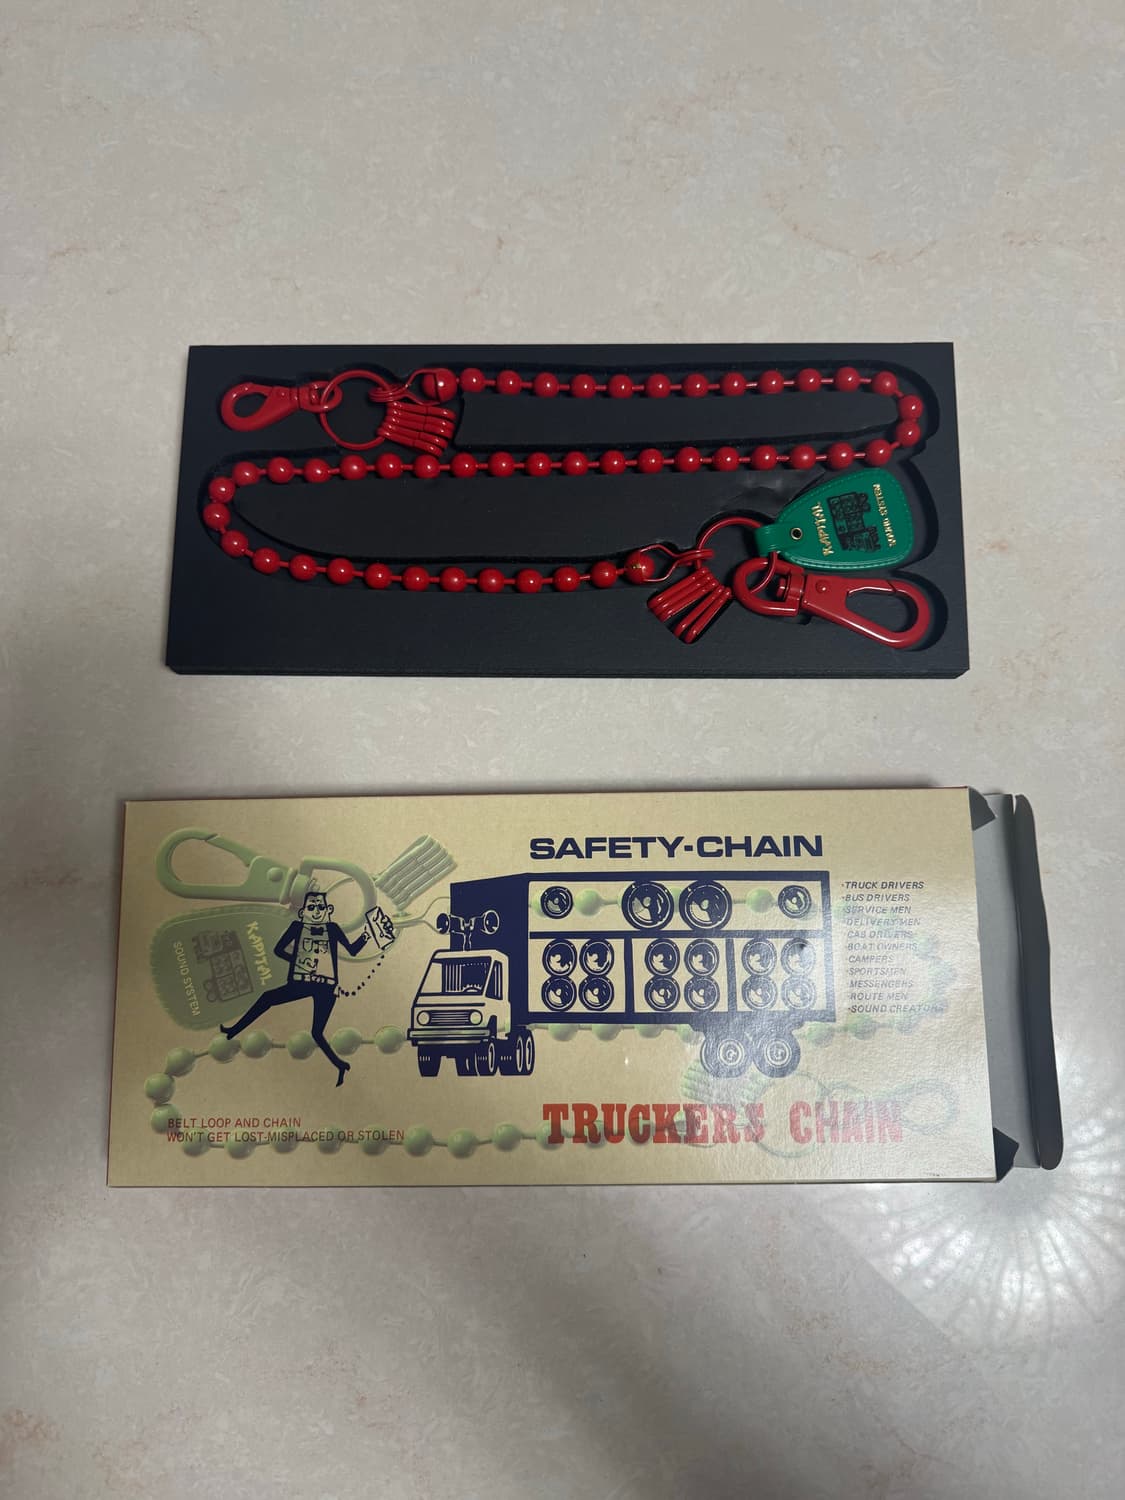 KAPITAL
SOUND SYSTEM
SAFETY-CHAIN
·TRUCK DRIVERS
·BUS DRIVERS
·SERVICE MEN
·DELIVERY MEN
·CAB DRIVERS
·BOAT OWNERS
·CAMPERS
·SPORTSMEN
·MESSENGERS
·ROUTE MEN
·SOUND CREATOR
KAPITAL
SOUND SYSTEM
BELT LOOP AND CHAIN
WON'T GET LOST-MISPLACED OR STOLEN
TRUCKERS CHAIN